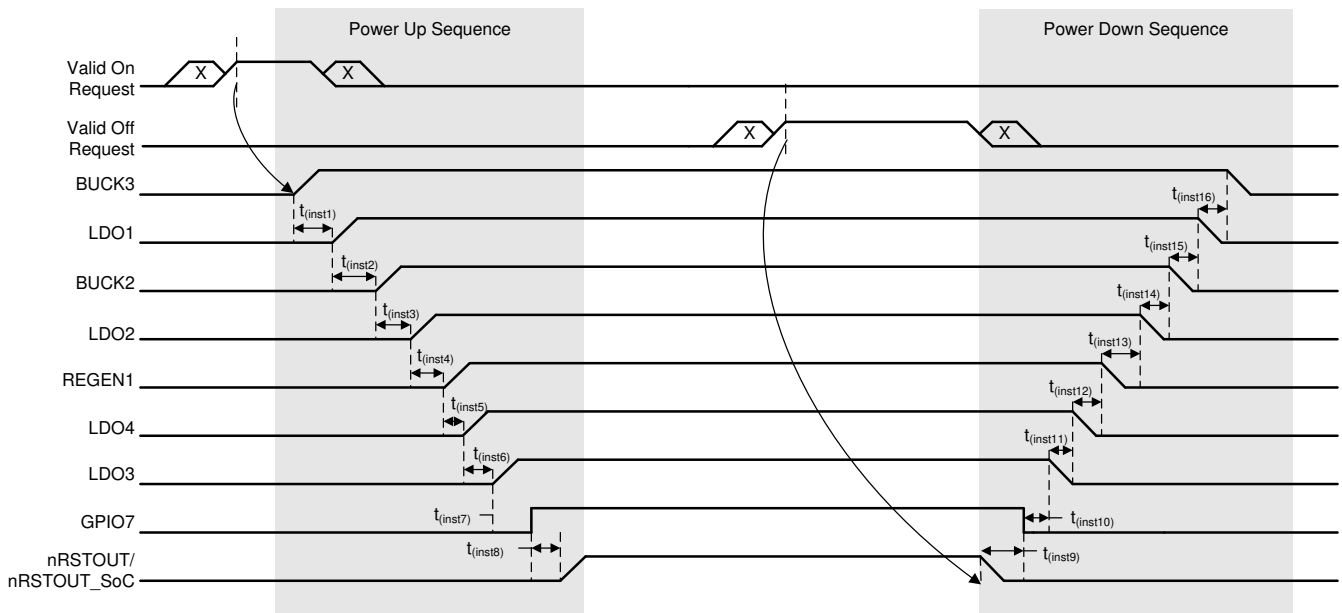 Power Up Sequence
Power Down Sequence
Valid On
Request
X
X
Valid Off
Request
X
X
BUCK3
t(inst1)
t(inst16)
LDO1
t(inst2)
t(inst15)
BUCK2
t(inst3)
t(inst14)
LDO2
t(inst4)
t(inst13)
REGEN1
t(inst5)
t(inst12)
LDO4
t(inst6)
t(inst11)
LDO3
t(inst7)
t(inst10)
GPIO7
t(inst8)
t(inst9)
nRSTOUT/
nRSTOUT_SoC